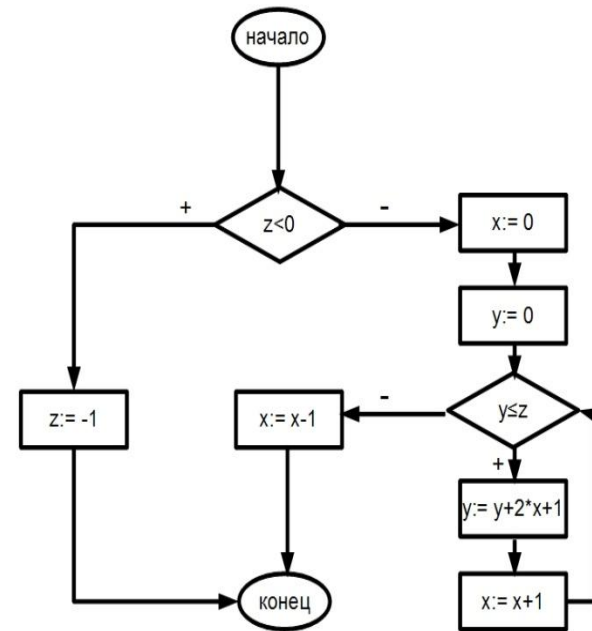 начало
+
z<0
-
x:= 0
y:= 0
z:= -1
x:= x-1
-
y≤z
+
y:= y+2*x+1
конец
x:= x+1